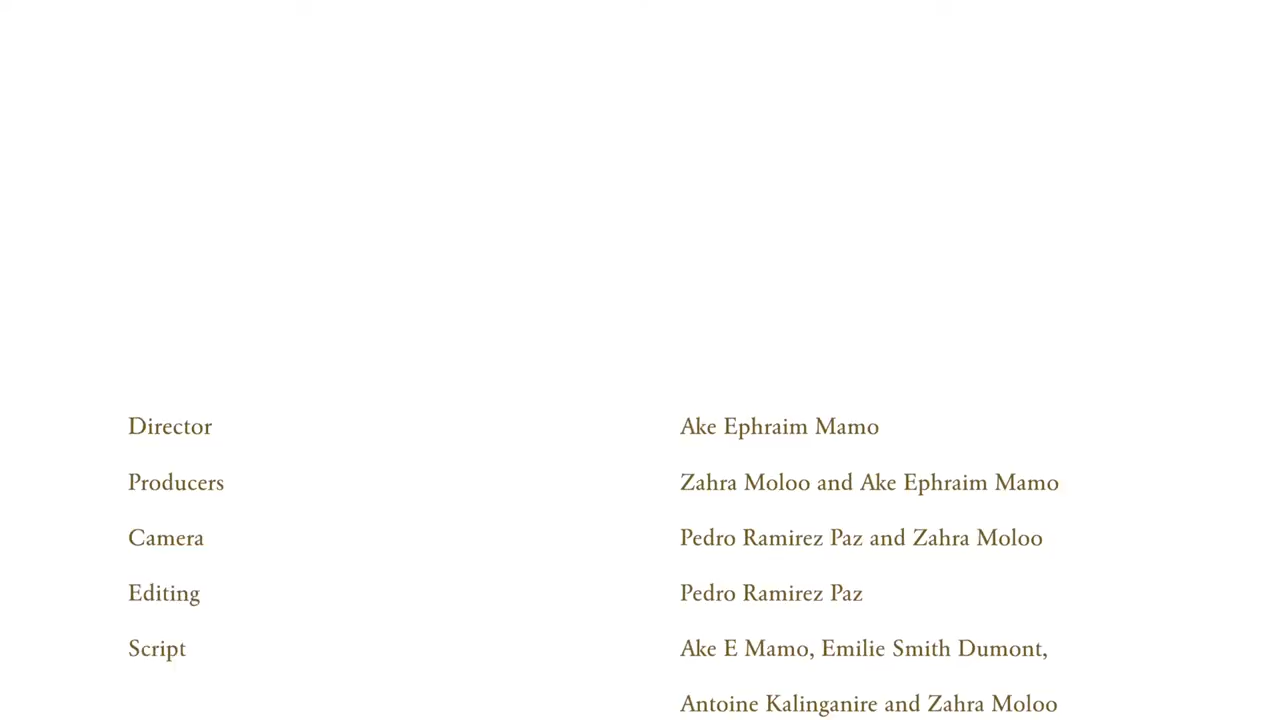 Director Ake Ephraim Mamo
Producers Zahra Moloo and Ake Ephraim Mamo
Camera Pedro Ramirez Paz and Zahra Moloo
Editing Pedro Ramirez Paz
Script Ake E Mamo, Emilie Smith Dumont,
Antoine Kalinganire and Zahra Moloo